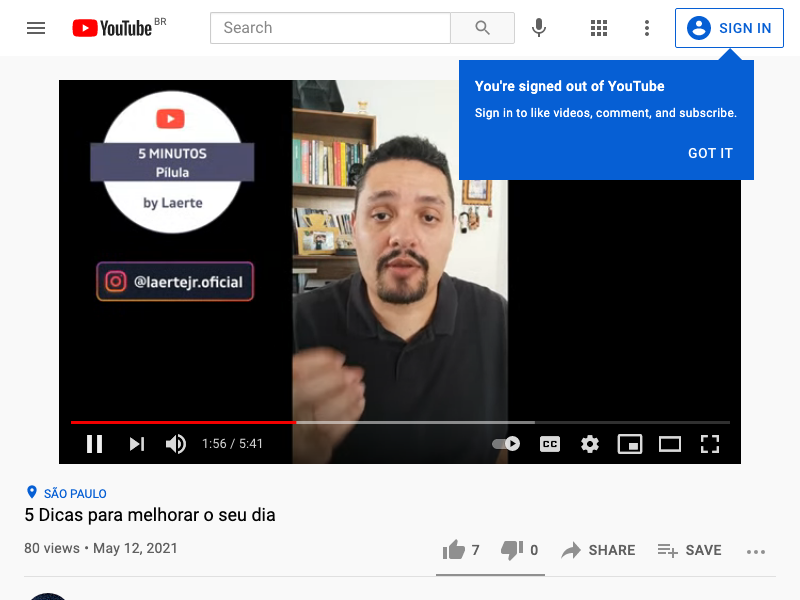 YouTube BR
Search
SIGN IN
You're signed out of YouTube
Sign in to like videos, comment, and subscribe.
GOT IT
5 MINUTOS
Pílula
by Laerte
@laertejr.oficial
1:56 / 5:41
CC
SÃO PAULO
5 Dicas para melhorar o seu dia
80 views • May 12, 2021
7
0
SHARE
SAVE